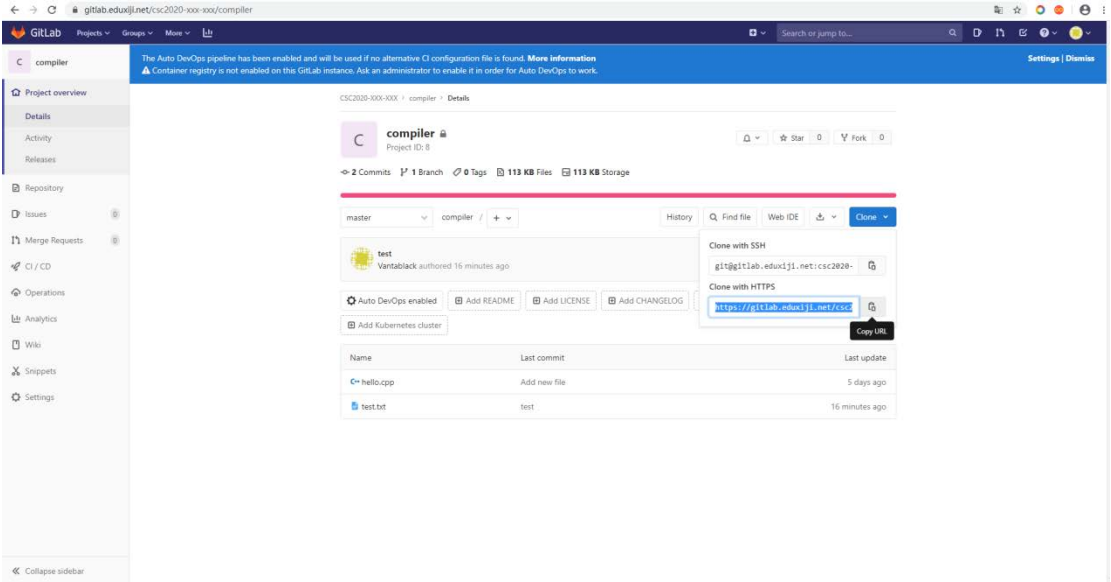 gitlab.eduxiji.net/csc2020-xxx-xxx/compiler
GitLab Projects Groups More Search or jump to...
C compiler
The Auto DevOps pipeline has been enabled and will be used if no alternative CI configuration file is found. More information
Container registry is not enabled on this GitLab instance. Ask an administrator to enable it in order for Auto DevOps to work.
Settings | Dismiss
Project overview
Details
Activity
Releases
Repository
Issues 0
Merge Requests 0
CI / CD
Operations
Analytics
Wiki
Snippets
Settings
Collapse sidebar
CSC2020-XXX-XXX > compiler > Details
C
compiler
Project ID: 8
Star 0 Fork 0
2 Commits 1 Branch 0 Tags 113 KB Files 113 KB Storage
master compiler / + History Find file Web IDE Clone
test
Vantablack authored 16 minutes ago
Clone with SSH
git@gitlab.eduxiji.net:csc2020-
Clone with HTTPS
https://gitlab.eduxiji.net/csc2
Copy URL
Auto DevOps enabled Add README Add LICENSE Add CHANGELOG
Add Kubernetes cluster
Name Last commit Last update
hello.cpp Add new file 5 days ago
test.txt test 16 minutes ago